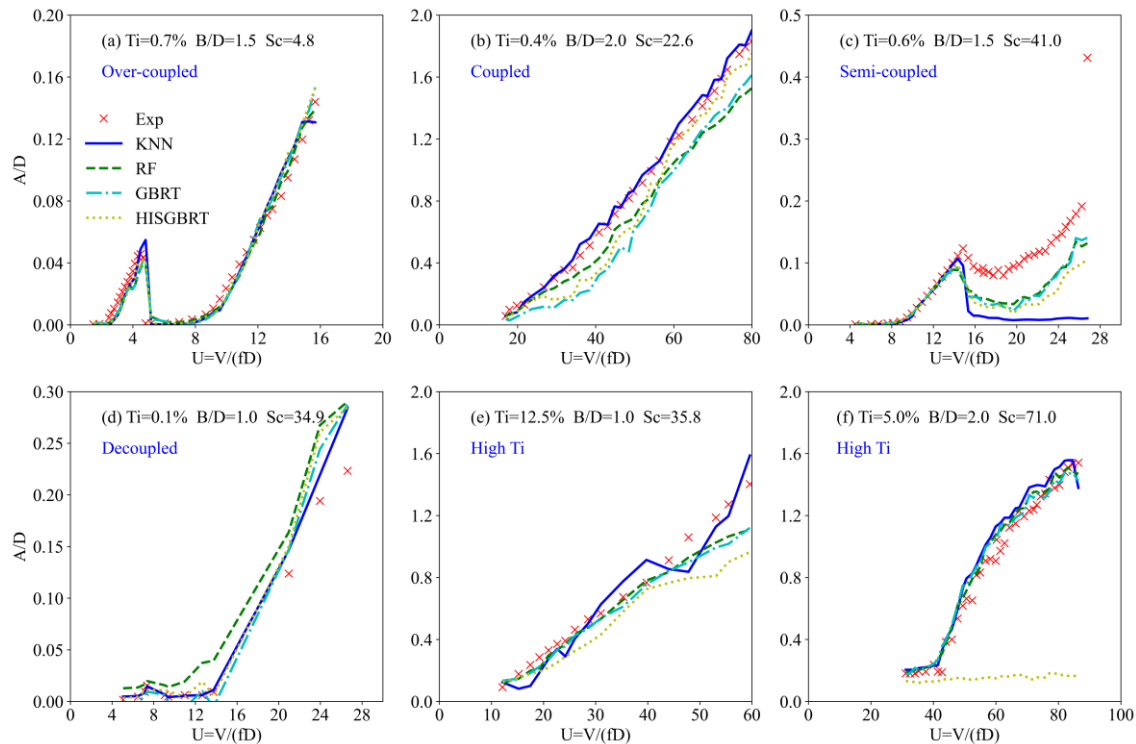 (a) Ti=0.7% B/D=1.5 Sc=4.8
Over-coupled
Exp
KNN
RF
GBRT
HISGBRT
A/D
0.20
0.16
0.12
0.08
0.04
0.00
0 4 8 12 16 20
U=V/(fD)
(b) Ti=0.4% B/D=2.0 Sc=22.6
Coupled
2.0
1.6
1.2
0.8
0.4
0.0
0 20 40 60 80
U=V/(fD)
(c) Ti=0.6% B/D=1.5 Sc=41.0
Semi-coupled
0.5
0.4
0.3
0.2
0.1
0.0
0 4 8 12 16 20 24 28
U=V/(fD)
(d) Ti=0.1% B/D=1.0 Sc=34.9
Decoupled
A/D
0.30
0.25
0.20
0.15
0.10
0.05
0.00
0 4 8 12 16 20 24 28
U=V/(fD)
(e) Ti=12.5% B/D=1.0 Sc=35.8
High Ti
2.0
1.6
1.2
0.8
0.4
0.0
0 10 20 30 40 50 60
U=V/(fD)
(f) Ti=5.0% B/D=2.0 Sc=71.0
High Ti
2.0
1.6
1.2
0.8
0.4
0.0
0 20 40 60 80 100
U=V/(fD)